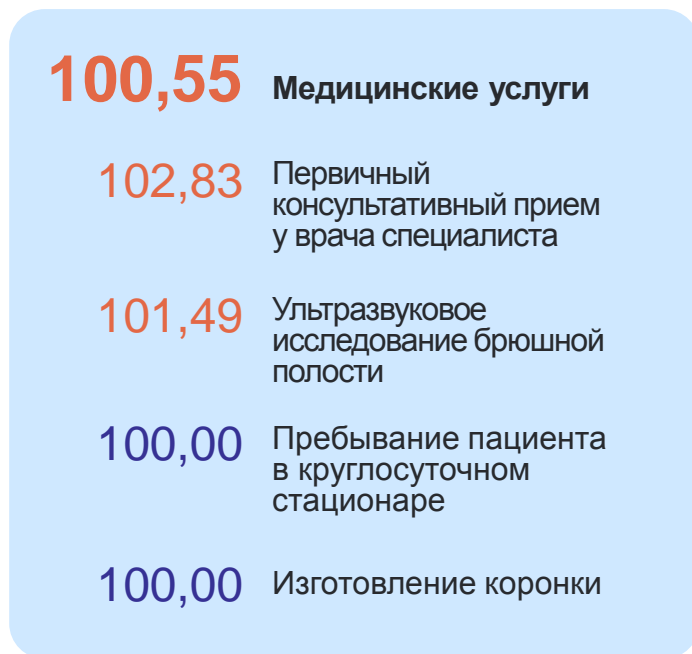 100,55 Медицинские услуги
102,83 Первичный
консультативный прием
у врача специалиста
101,49 Ультразвуковое
исследование брюшной
полости
100,00 Пребывание пациента
в круглосуточном
стационаре
100,00 Изготовление коронки